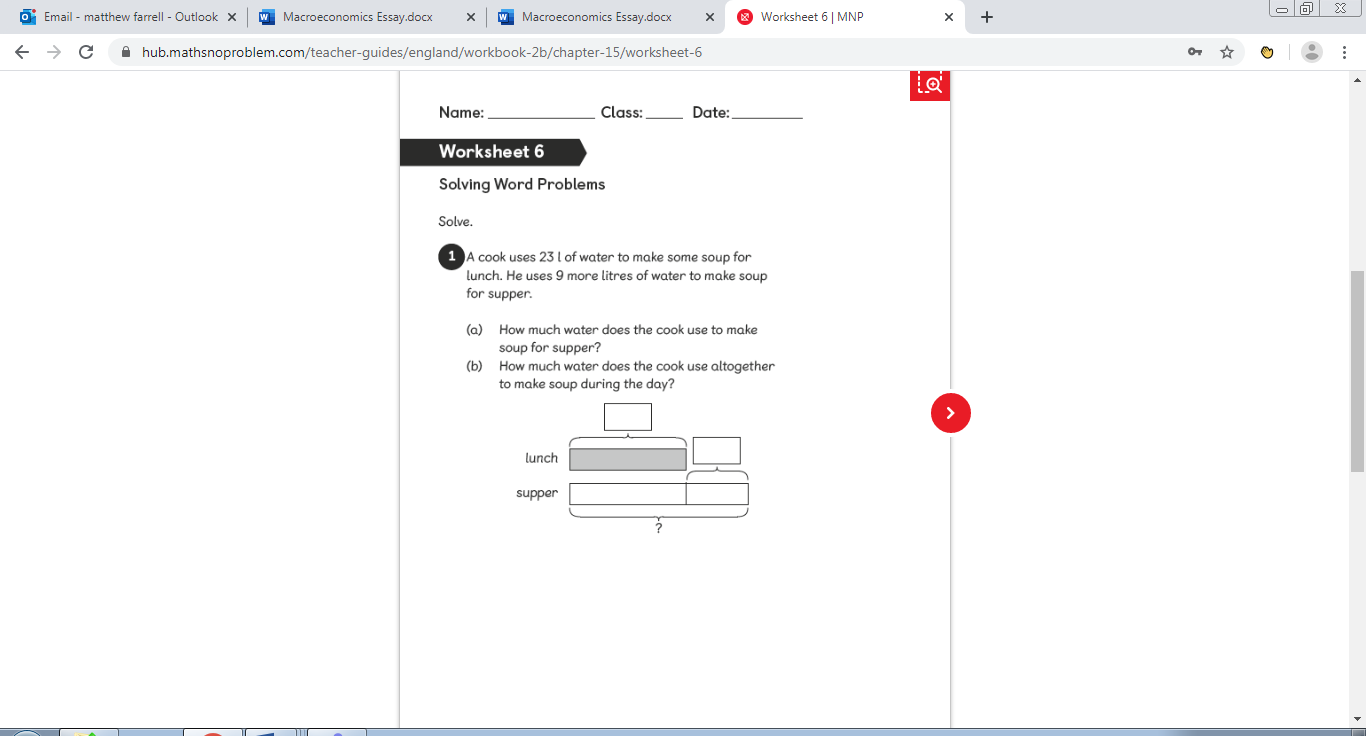 Email - matthew farrell - Outlook
Macroeconomics Essay.docx
Macroeconomics Essay.docx
Worksheet 6 | MNP
hub.mathsnoproblem.com/teacher-guides/england/workbook-2b/chapter-15/worksheet-6
Name: ____________ Class: ____ Date: ________
Worksheet 6
Solving Word Problems
Solve.
1 A cook uses 23 l of water to make some soup for
lunch. He uses 9 more litres of water to make soup
for supper.
(a) How much water does the cook use to make
soup for supper?
(b) How much water does the cook use altogether
to make soup during the day?
lunch
supper
?